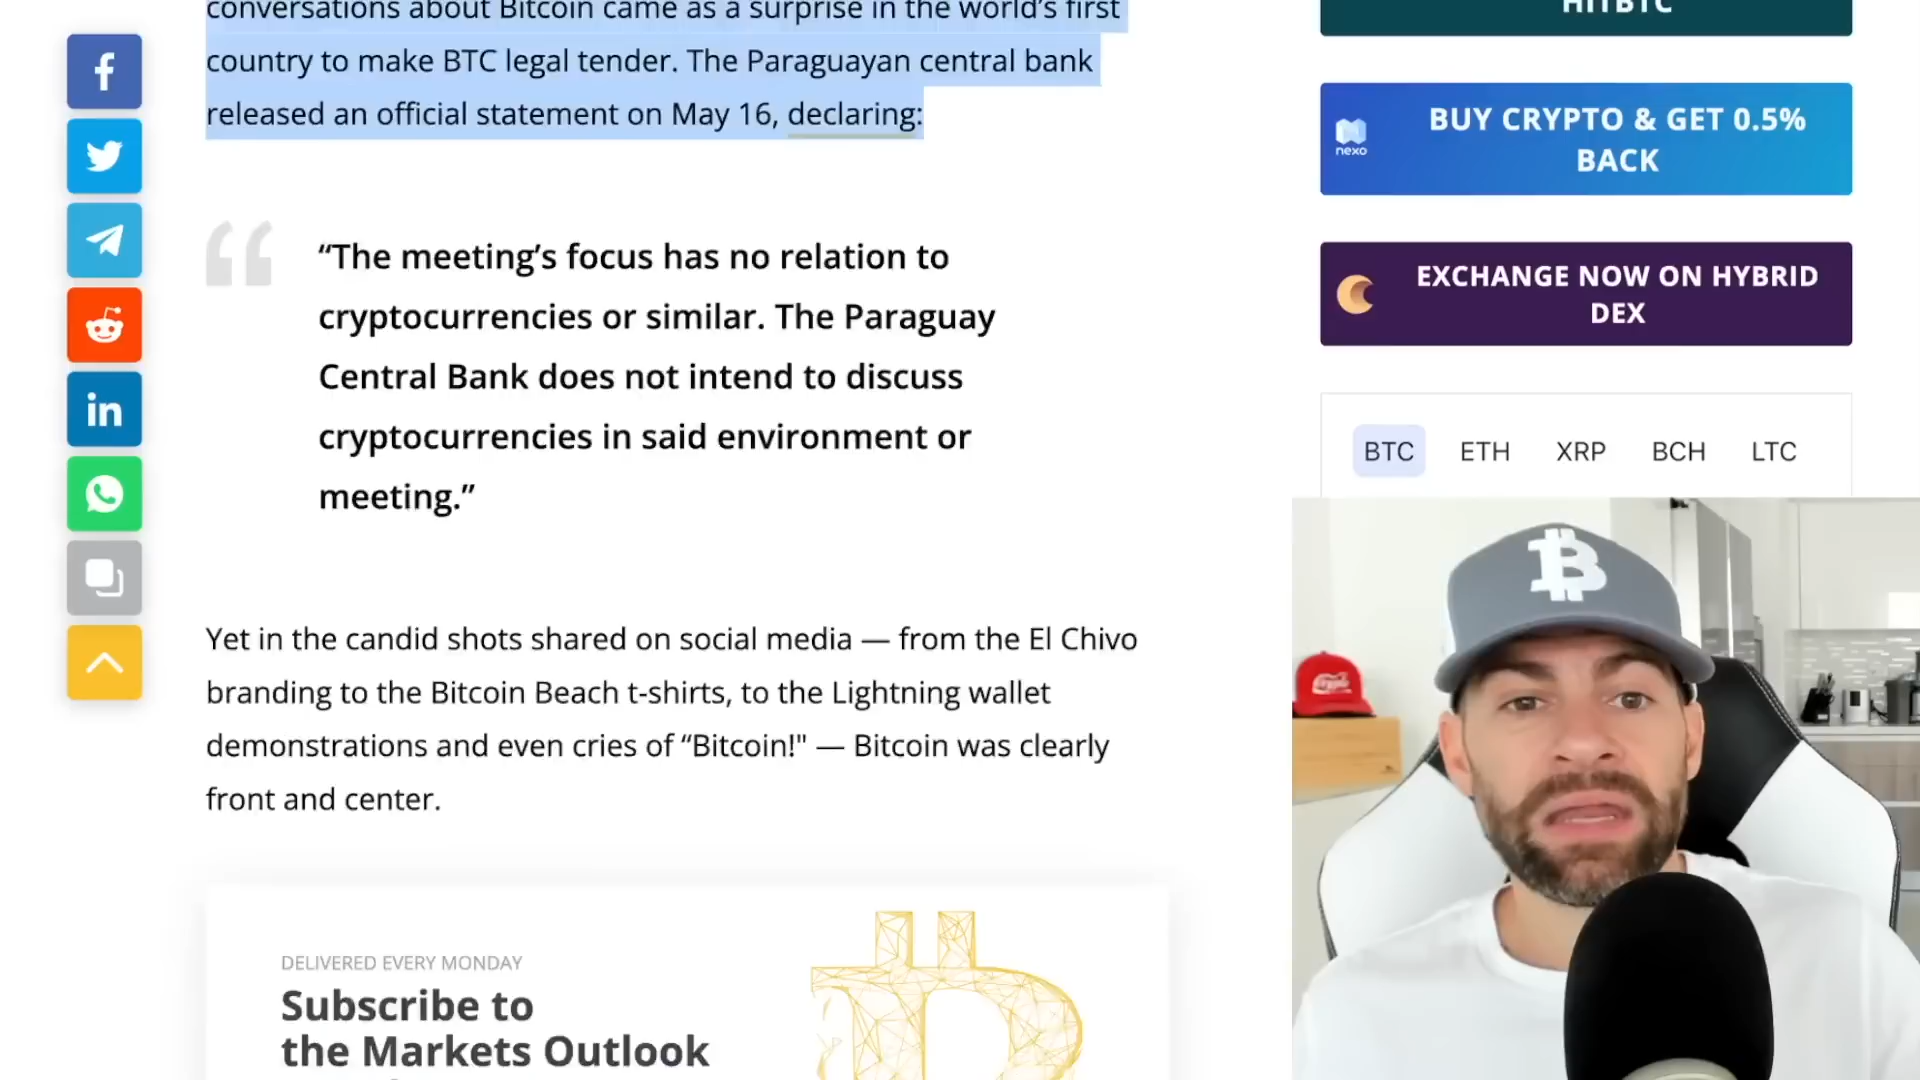 conversations about Bitcoin came as a surprise in the world's first
country to make BTC legal tender. The Paraguayan central bank
released an official statement on May 16, declaring:
“The meeting’s focus has no relation to
cryptocurrencies or similar. The Paraguay
Central Bank does not intend to discuss
cryptocurrencies in said environment or
meeting.”
Yet in the candid shots shared on social media — from the El Chivo
branding to the Bitcoin Beach t-shirts, to the Lightning wallet
demonstrations and even cries of “Bitcoin!" — Bitcoin was clearly
front and center.
DELIVERED EVERY MONDAY
Subscribe to
the Markets Outlook
HITBTC
nexo
BUY CRYPTO & GET 0.5%
BACK
EXCHANGE NOW ON HYBRID
DEX
BTC ETH XRP BCH LTC